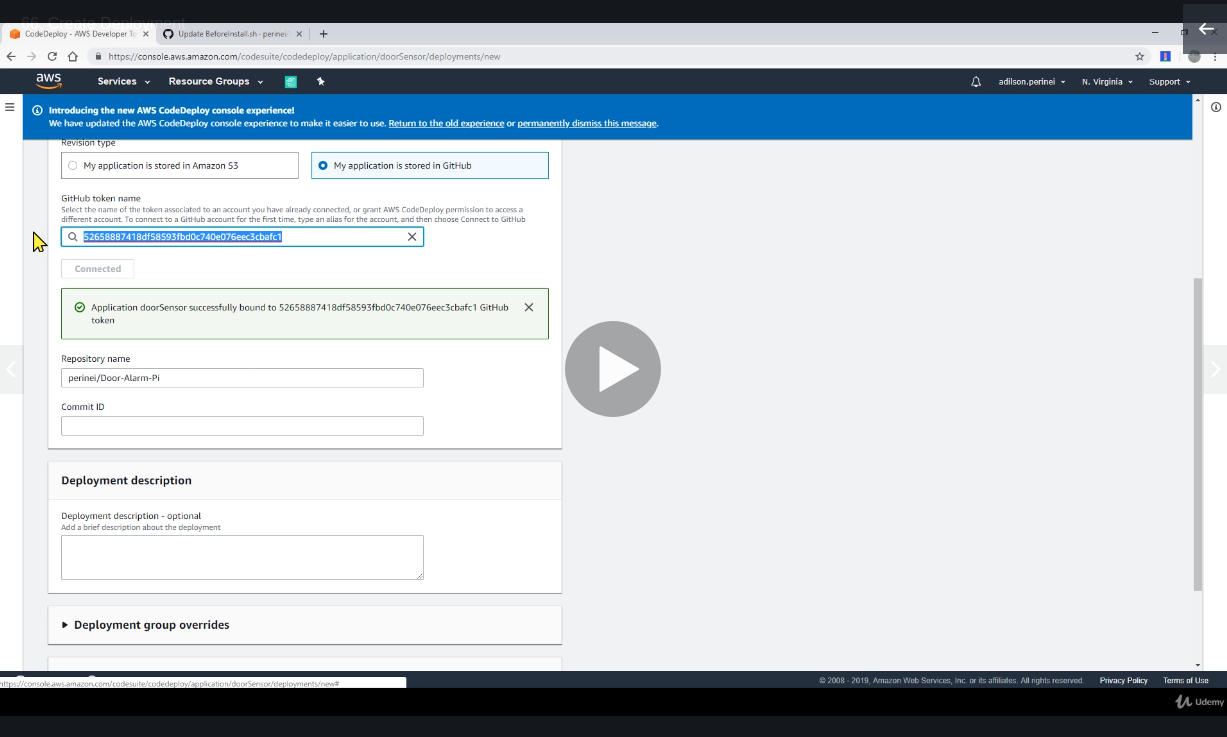 66. Create Deployment
CodeDeploy - AWS Developer To
Update BeforeInstall.sh - perinei/
https://console.aws.amazon.com/codesuite/codedeploy/application/doorSensor/deployments/new
aws
Services
Resource Groups
adilson.perinei
N. Virginia
Support
Introducing the new AWS CodeDeploy console experience!
We have updated the AWS CodeDeploy console experience to make it easier to use. Return to the old experience or permanently dismiss this message.
Revision type
My application is stored in Amazon S3
My application is stored in GitHub
GitHub token name
Select the name of the token associated to an account you have already connected, or grant AWS CodeDeploy permission to access a
different account. To connect to a GitHub account for the first time, type an alias for the account, and then choose Connect to GitHub
52658887418df58593fbd0c740e076eec3cbafc1
Connected
Application doorSensor successfully bound to 52658887418df58593fbd0c740e076eec3cbafc1 GitHub
token
Repository name
perinei/Door-Alarm-Pi
Commit ID
Deployment description
Deployment description - optional
Add a brief description about the deployment
Deployment group overrides
https://console.aws.amazon.com/codesuite/codedeploy/application/doorSensor/deployments/new#
© 2008 - 2019, Amazon Web Services, Inc. or its affiliates. All rights reserved.
Privacy Policy
Terms of Use
Udemy